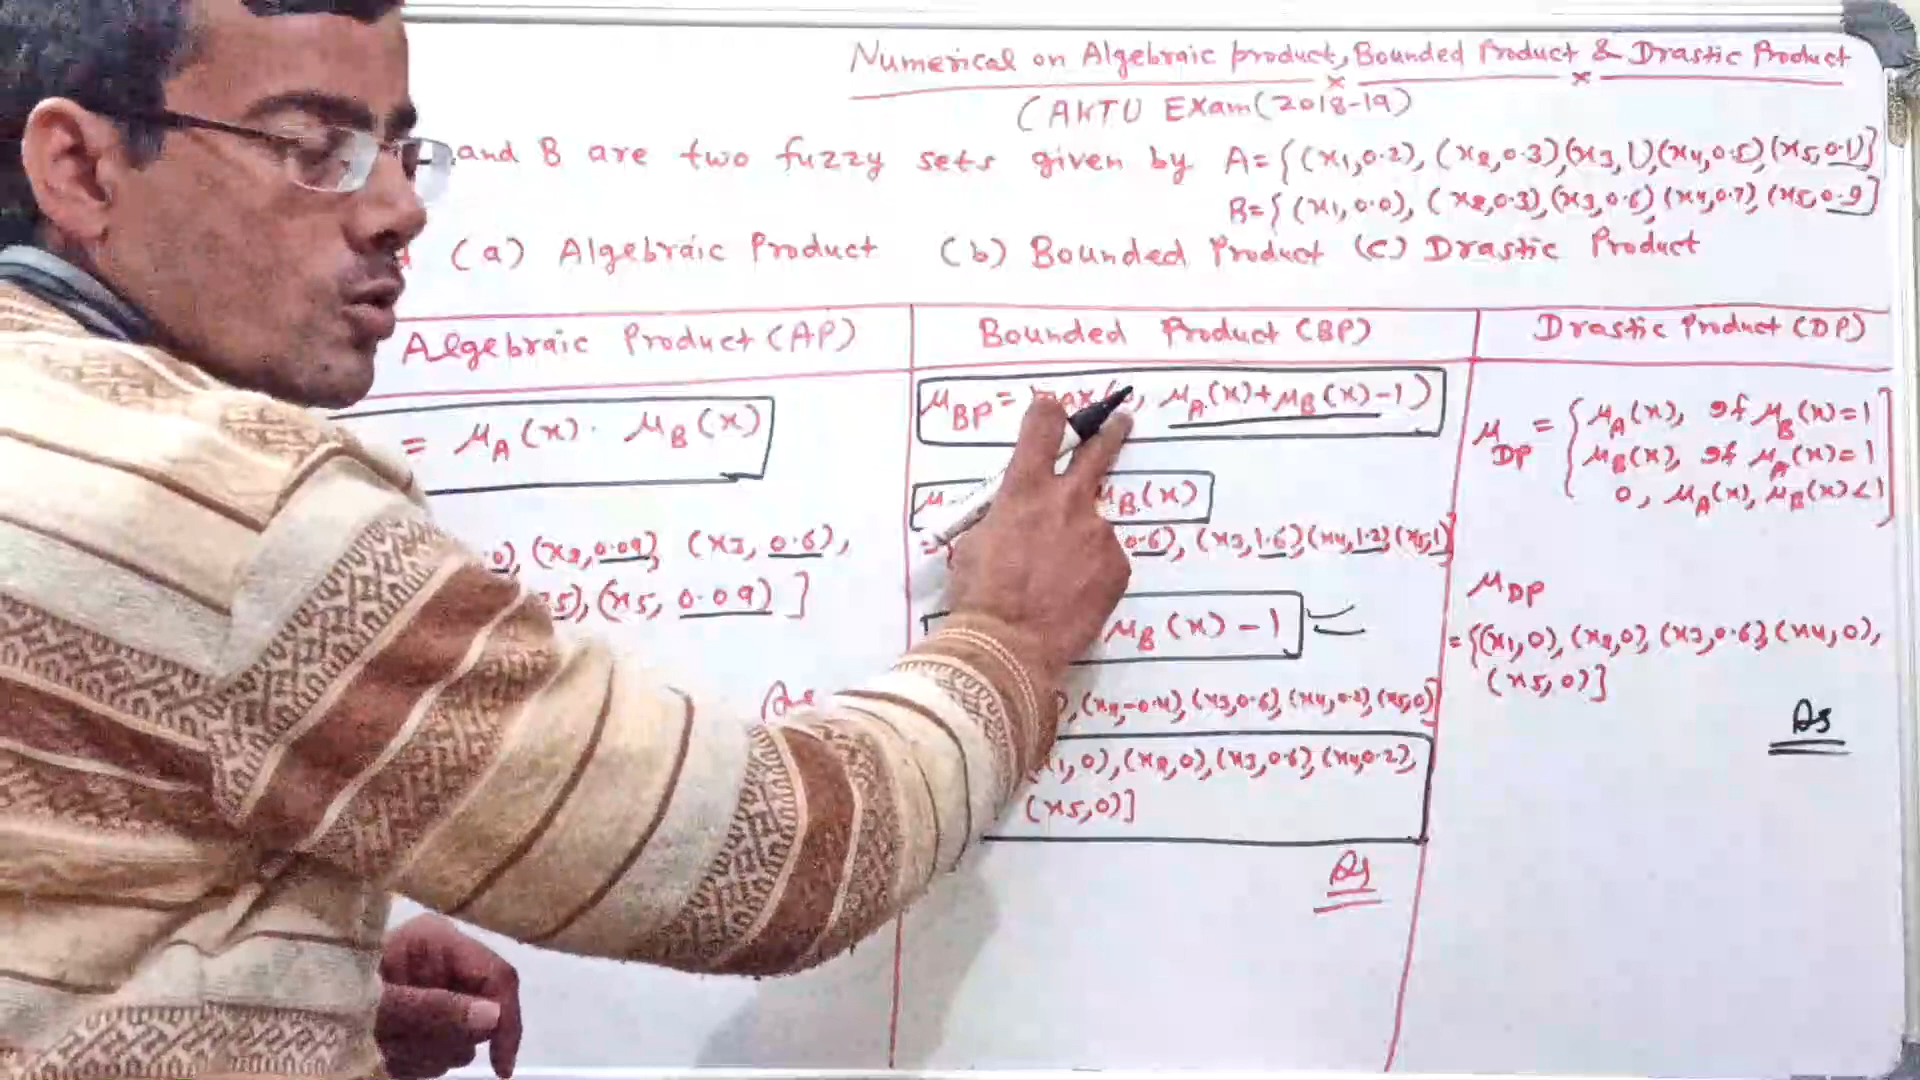 Numerical on Algebraic product, Bounded Product & Drastic Product
(AKTU Exam(2018-19)
and B are two fuzzy sets given by A={(x1,0.2), (x2,0.3),(x3,1),(x4,0.5),(x5,0.1)]
B={(x1,0.0), (x2,0.3),(x3,0.6),(x4,0.7),(x5,0.9]
(a) Algebraic Product (b) Bounded Product (c) Drastic Product
Algebraic Product (AP)
= μA(x). μB(x)
0), (x2,0.09), (x3, 0.6),
(x5, 0.09)]
Bounded Product (BP)
μBP = max(0, μA(x)+μB(x)-1)
μB(x)
0.6), (x3,1.6),(x4,1.2),(x5,1]
μB(x)-1
(x2,-0.4),(x3,0.6),(x4,0.2),(x5,0)]
x1,0),(x2,0),(x3,0.6),(x4,0.2),
(x5,0)]
As
Drastic Product (DP)
μDP = { μA(x), if μB(x)=1
μB(x), if μA(x)=1
0, μA(x), μB(x)<1
μDP
={(x1,0), (x2,0), (x3,0.6),(x4,0),
(x5,0)]
As